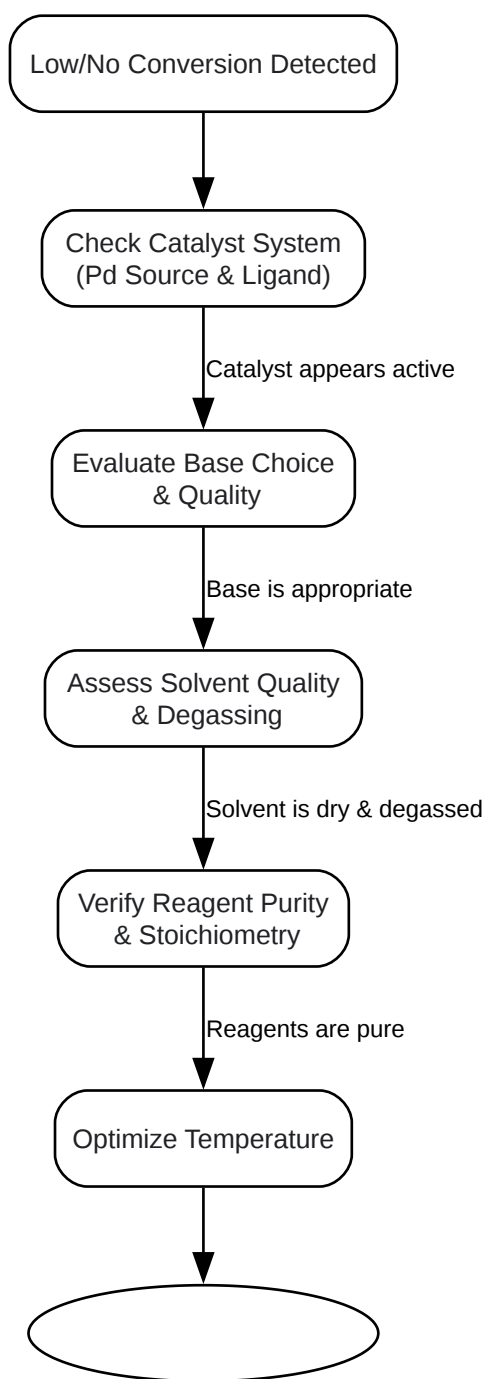 Low/No Conversion Detected
Check Catalyst System
(Pd Source & Ligand)
Catalyst appears active
Evaluate Base Choice
& Quality
Base is appropriate
Assess Solvent Quality
& Degassing
Solvent is dry & degassed
Verify Reagent Purity
& Stoichiometry
Reagents are pure
Optimize Temperature